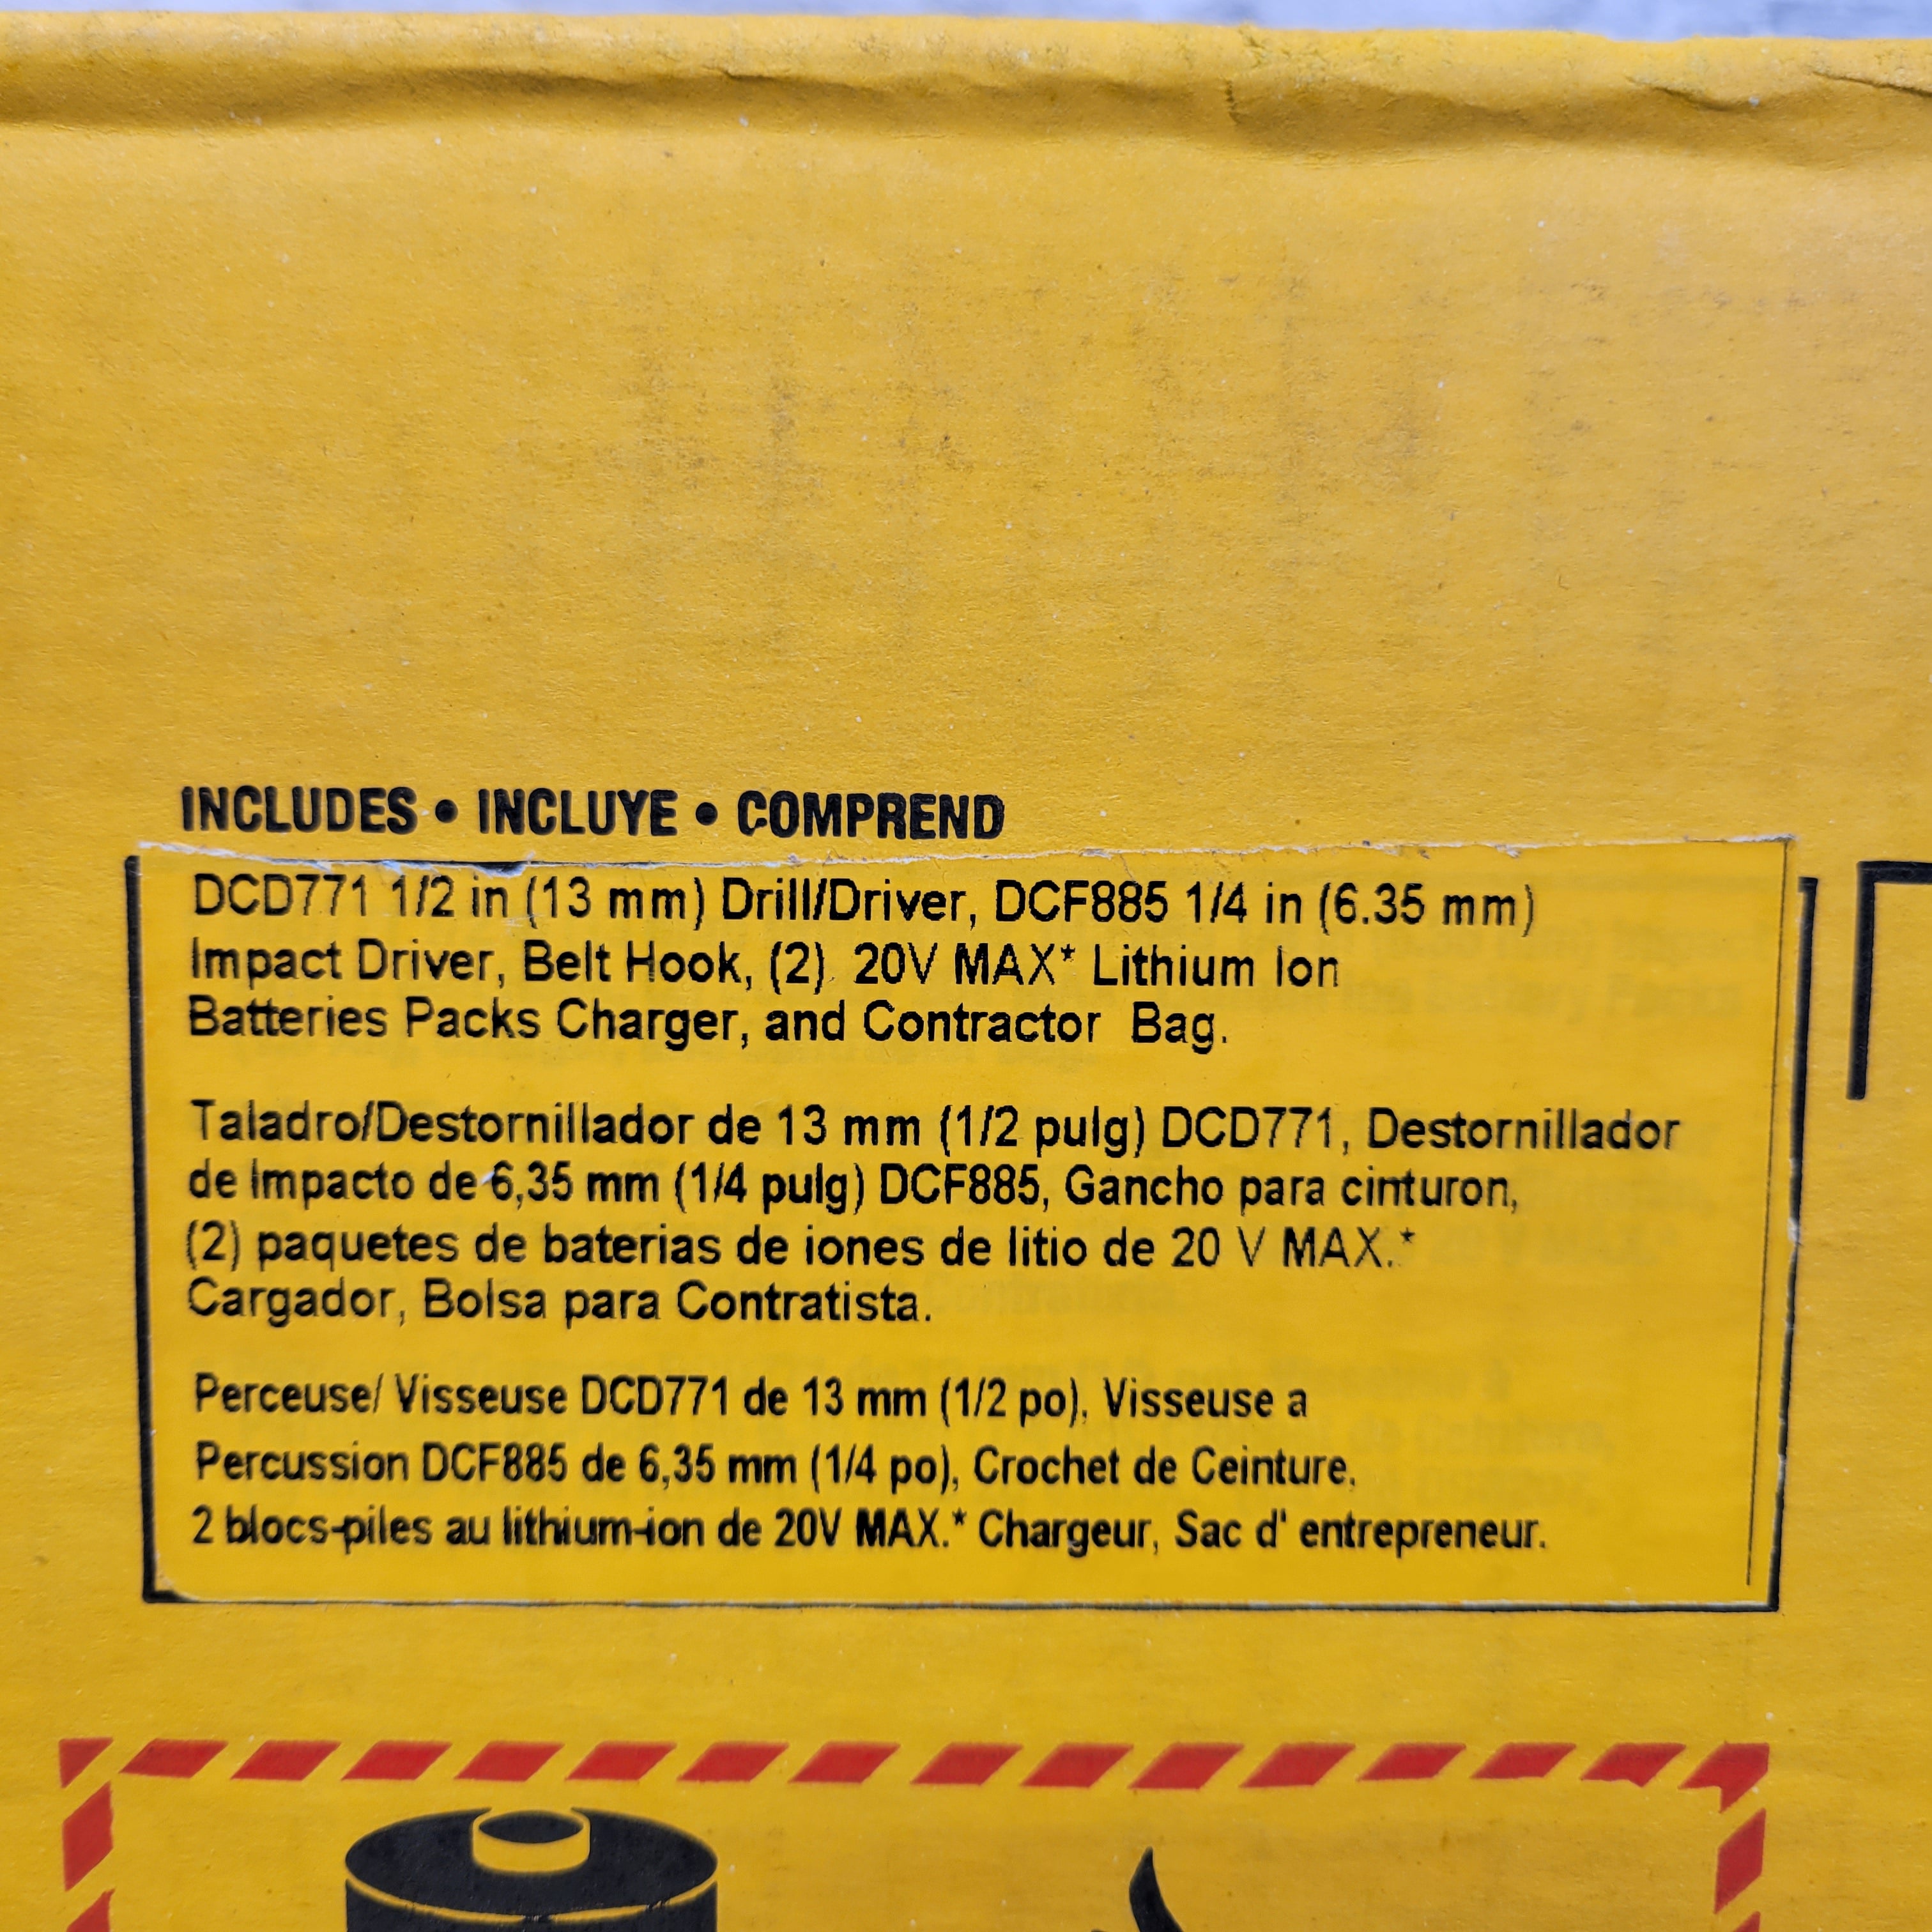 INCLUDES • INCLUYE • COMPREND
DCD771 1/2 in (13 mm) Drill/Driver, DCF885 1/4 in (6.35 mm)
Impact Driver, Belt Hook, (2) 20V MAX* Lithium Ion
Batteries Packs Charger, and Contractor Bag.
Taladro/Destornillador de 13 mm (1/2 pulg) DCD771, Destornillador
de Impacto de 6,35 mm (1/4 pulg) DCF885, Gancho para cinturon,
(2) paquetes de baterias de iones de litio de 20 V MAX.*
Cargador, Bolsa para Contratista.
Perceuse/ Visseuse DCD771 de 13 mm (1/2 po), Visseuse a
Percussion DCF885 de 6,35 mm (1/4 po), Crochet de Ceinture,
2 blocs-piles au lithium-ion de 20V MAX.* Chargeur, Sac d' entrepreneur.